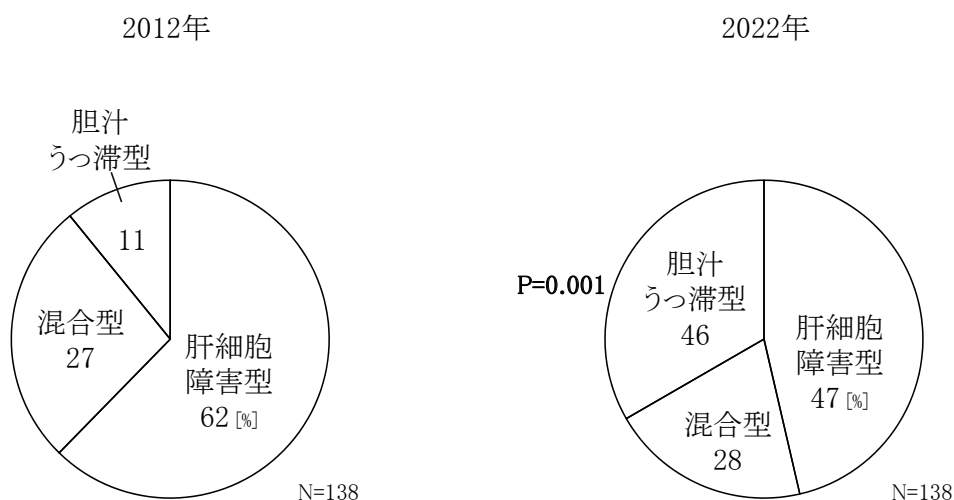 2012年
胆汁
うっ滞型
11
混合型
27
肝細胞
障害型
62 [%]
N=138
2022年
P=0.001
胆汁
うっ滞型
46
肝細胞
障害型
47 [%]
混合型
28
N=138